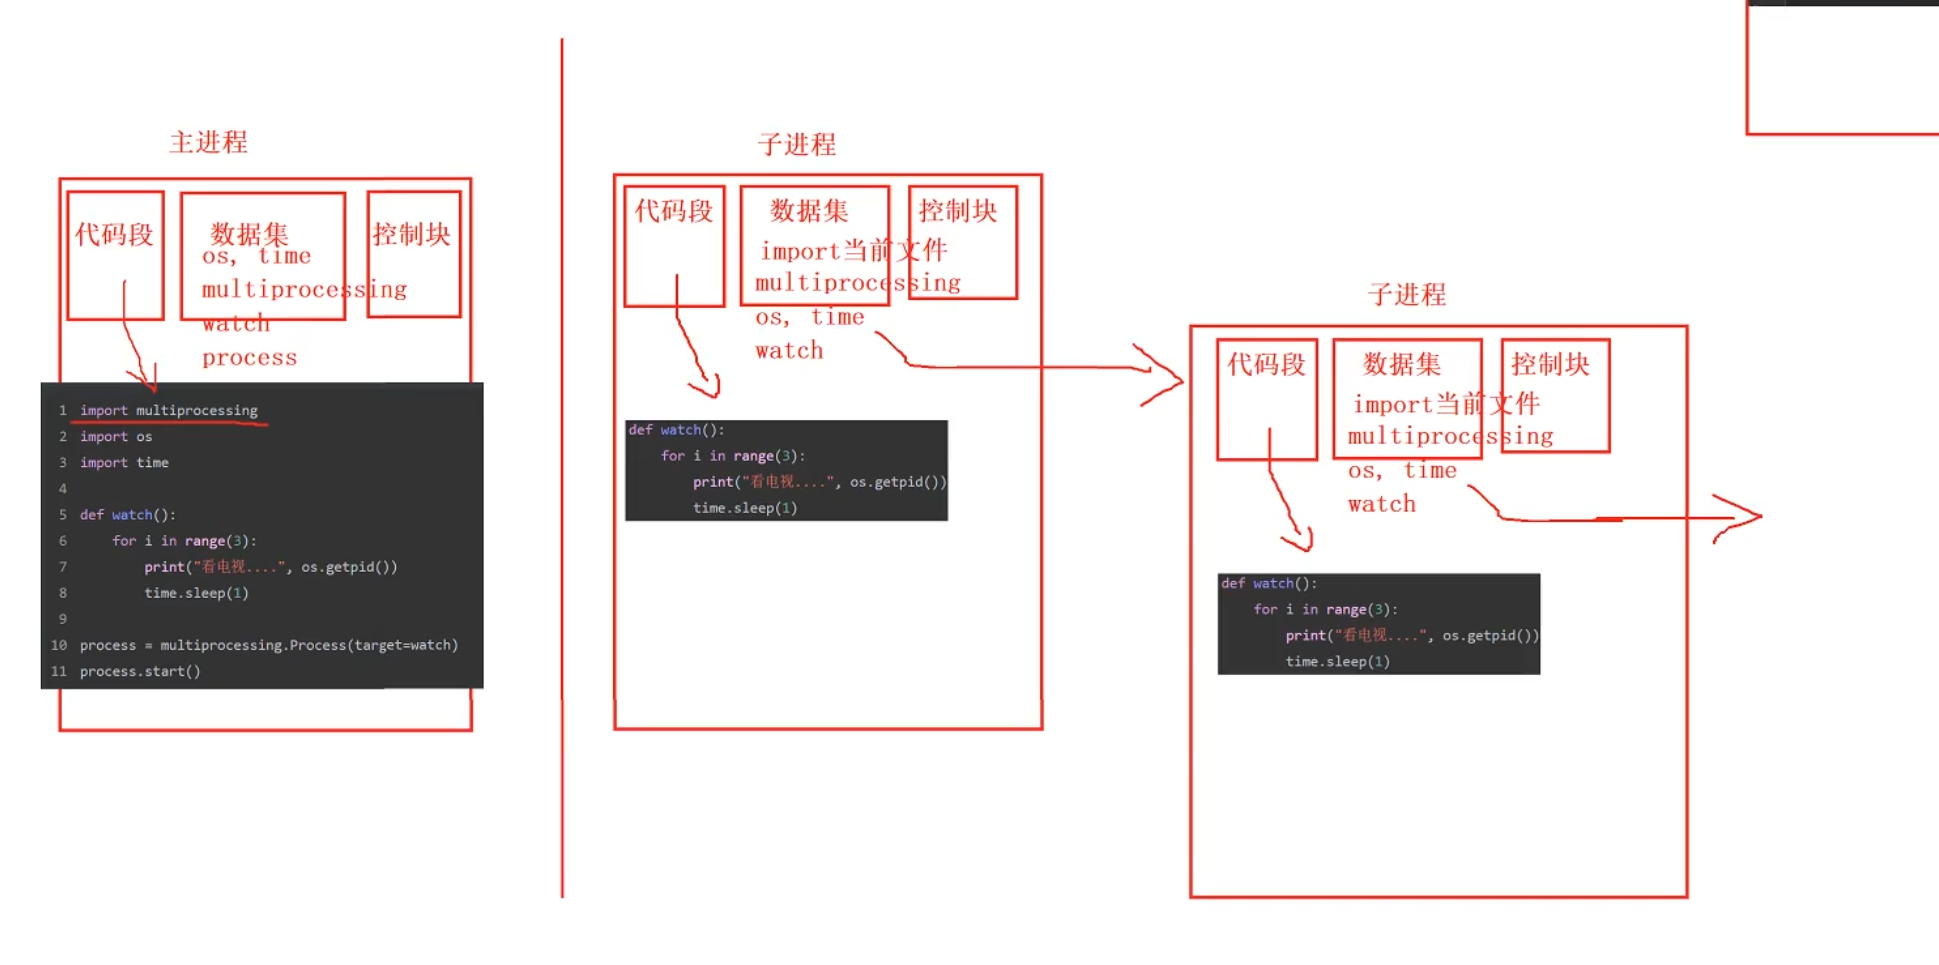 主进程
代码段
数据集
控制块
os, time
multiprocessing
watch
process
1 import multiprocessing
2 import os
3 import time
4
5 def watch():
6     for i in range(3):
7         print("看电视....", os.getpid())
8         time.sleep(1)
9
10 process = multiprocessing.Process(target=watch)
11 process.start()
子进程
代码段
数据集
控制块
import当前文件
multiprocessing
os, time
watch
def watch():
    for i in range(3):
        print("看电视....", os.getpid())
        time.sleep(1)
子进程
代码段
数据集
控制块
import当前文件
multiprocessing
os, time
watch
def watch():
    for i in range(3):
        print("看电视....", os.getpid())
        time.sleep(1)